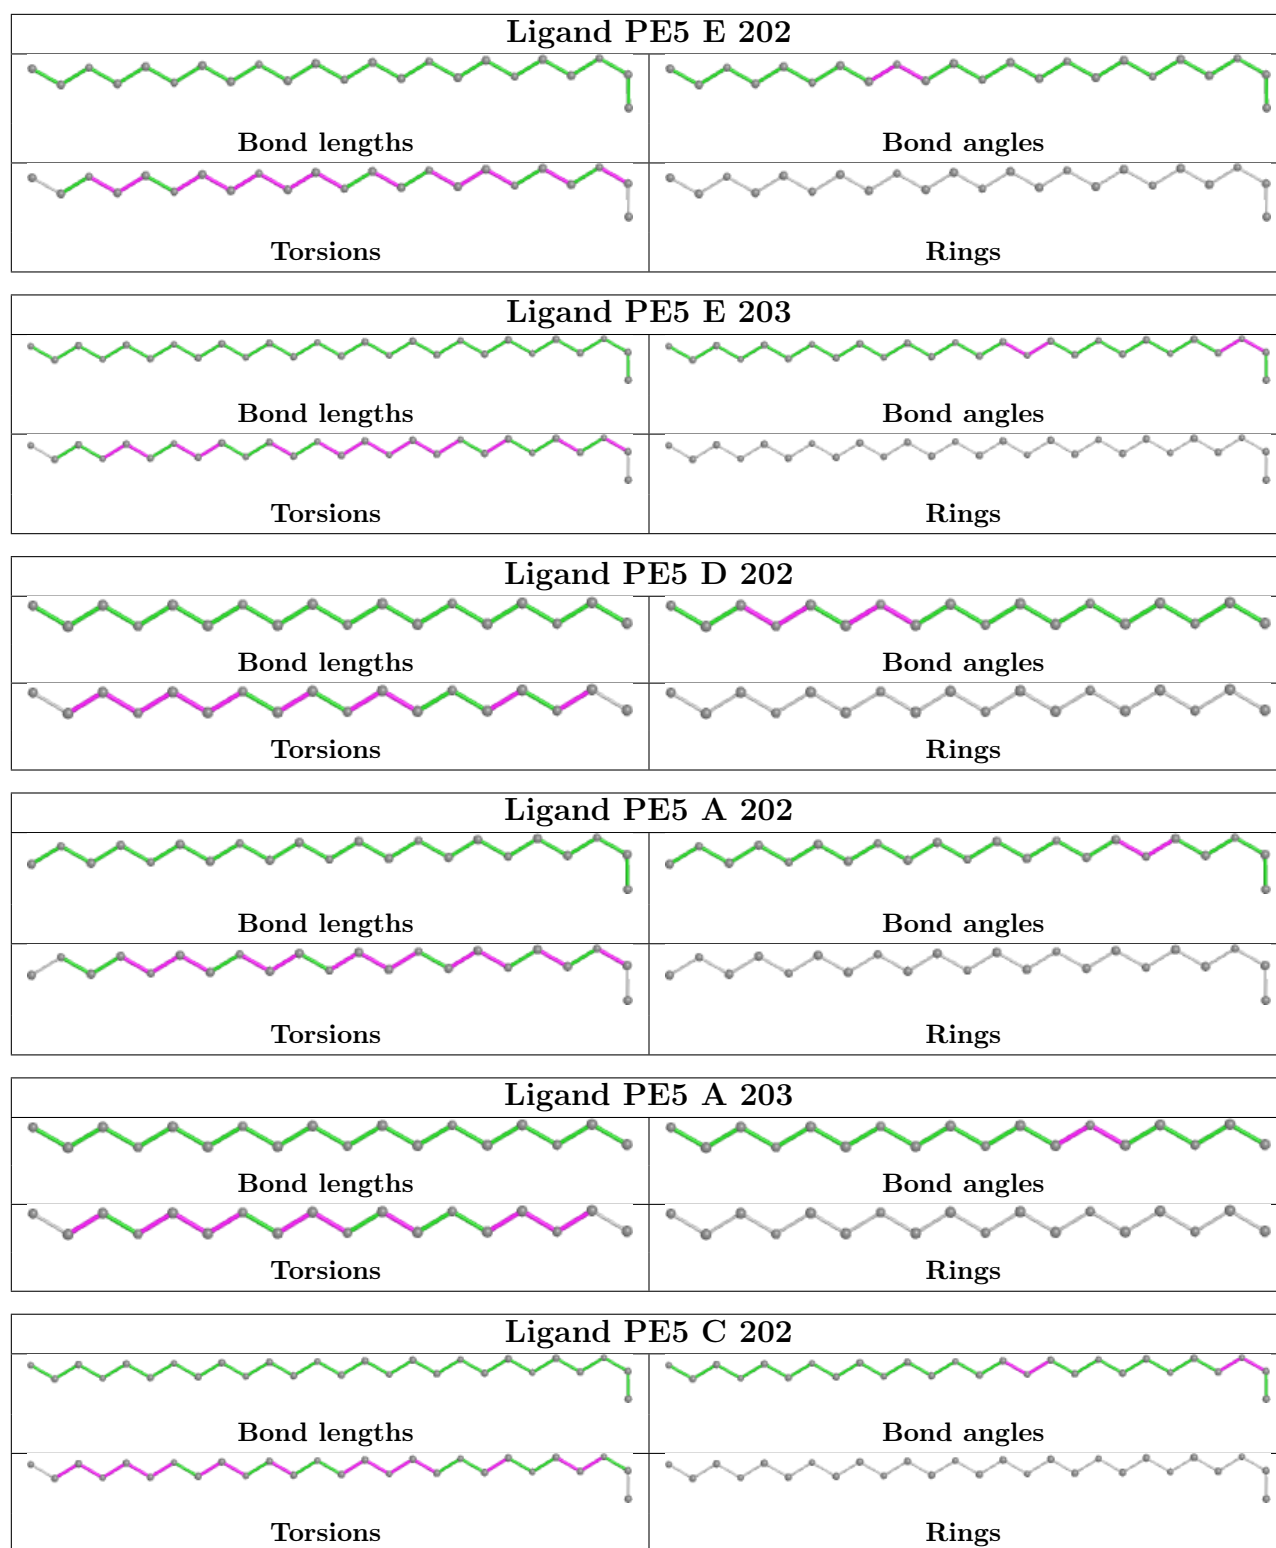 Ligand PE5 E 202
Bond lengths
Bond angles
Torsions
Rings
Ligand PE5 E 203
Bond lengths
Bond angles
Torsions
Rings
Ligand PE5 D 202
Bond lengths
Bond angles
Torsions
Rings
Ligand PE5 A 202
Bond lengths
Bond angles
Torsions
Rings
Ligand PE5 A 203
Bond lengths
Bond angles
Torsions
Rings
Ligand PE5 C 202
Bond lengths
Bond angles
Torsions
Rings